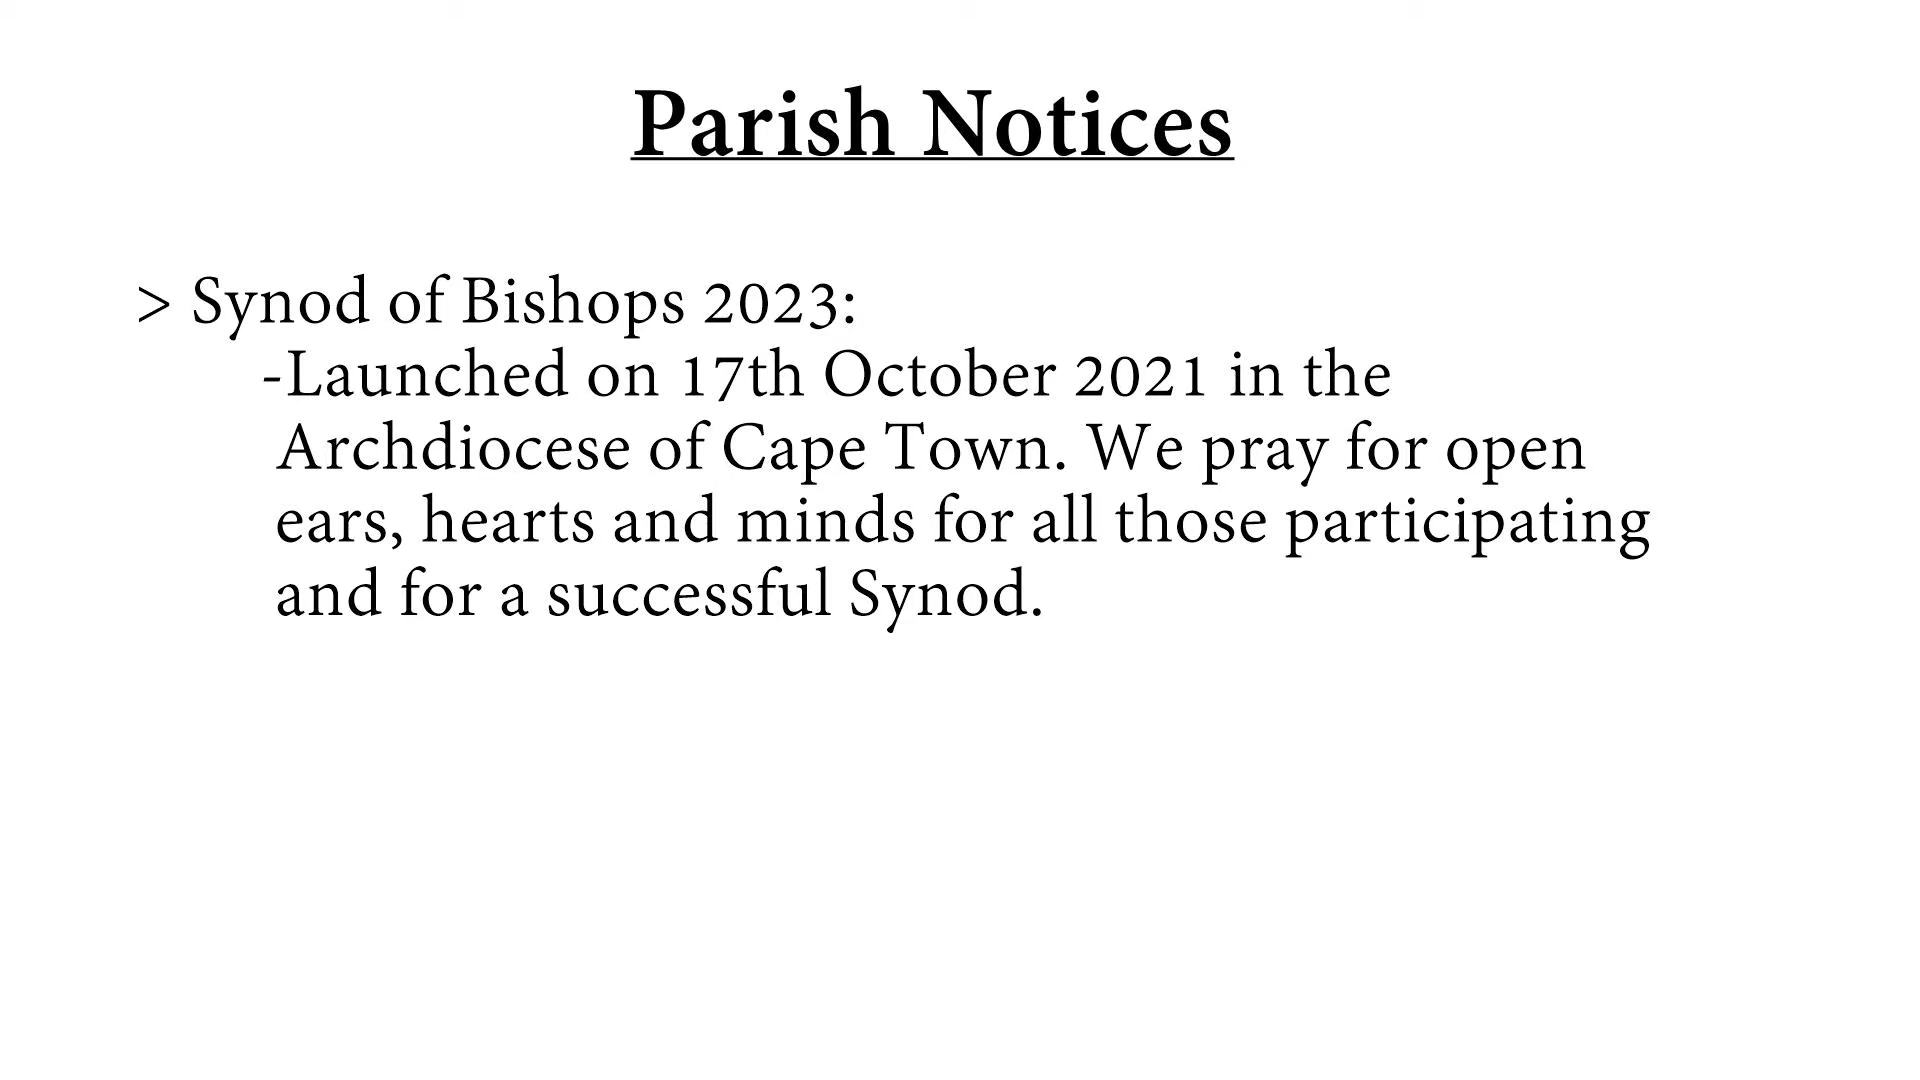 Parish Notices
> Synod of Bishops 2023:
-Launched on 17th October 2021 in the
Archdiocese of Cape Town. We pray for open
ears, hearts and minds for all those participating
and for a successful Synod.